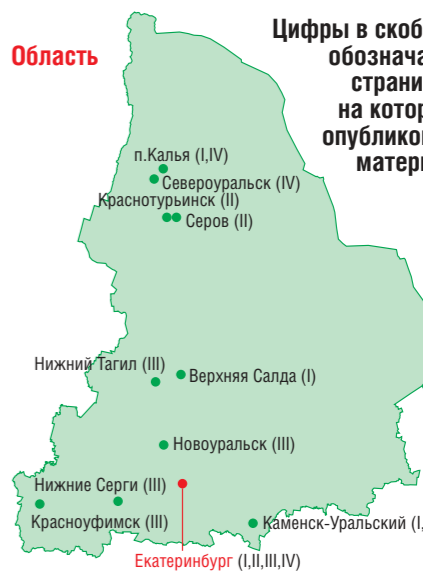 Область
Цифры в скоб
обознача
страни
на котор
опубликов
матери
п.Калья (I,IV)
Североуральск (IV)
Краснотурьинск (II)
Серов (II)
Нижний Тагил (III)
Верхняя Салда (I)
Новоуральск (III)
Нижние Серги (III)
Красноуфимск (III)
Каменск-Уральский (I,
Екатеринбург (I,II,III,IV)